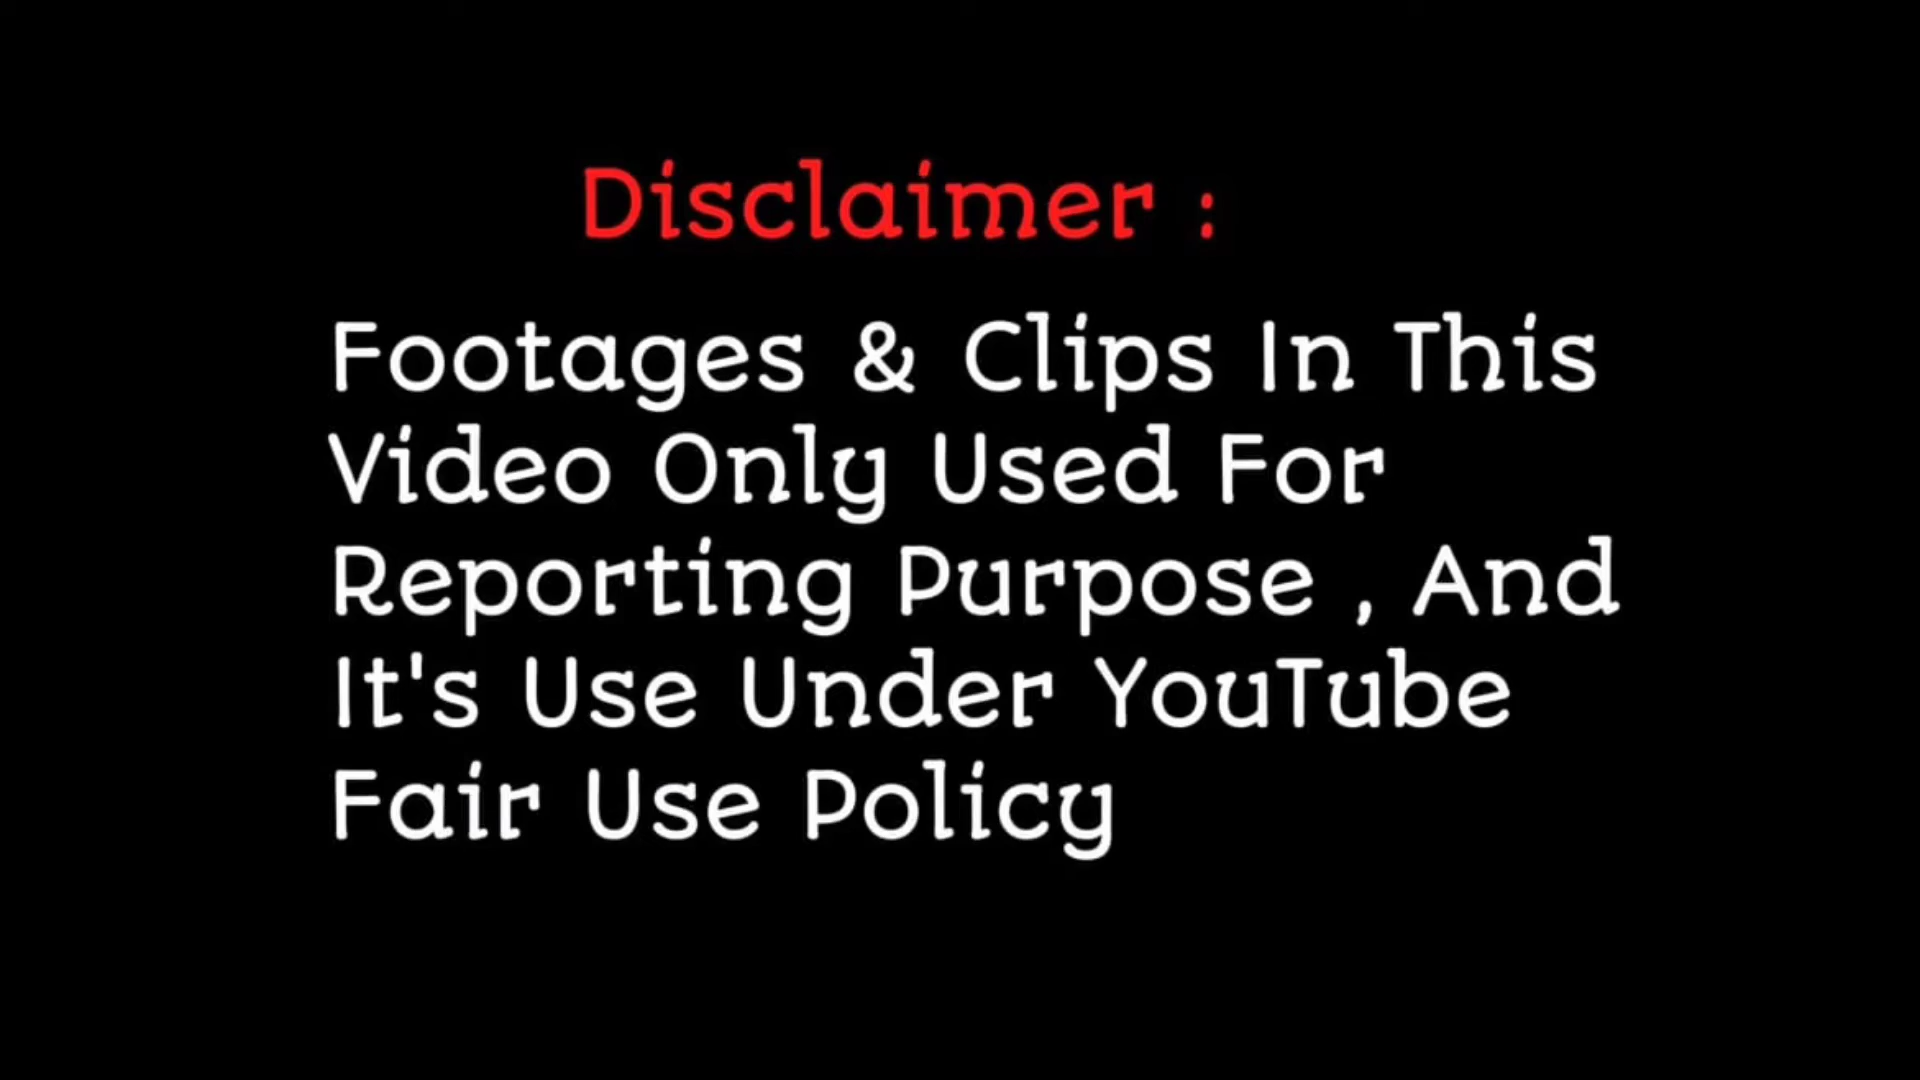 Disclaimer :
Footages & Clips In This
Video Only Used For
Reporting Purpose , And
It's Use Under YouTube
Fair Use Policy